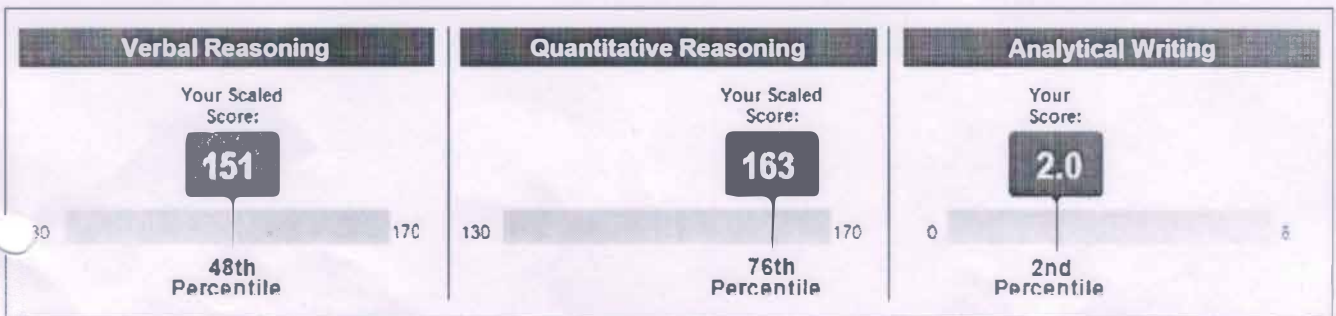 Verbal Reasoning
Your Scaled
Score:
151
170
48th
Percentile
Quantitative Reasoning
Your Scaled
Score:
163
130
170
76th
Percentile
Analytical Writing
Your
Score:
2.0
0
2nd
Percentile